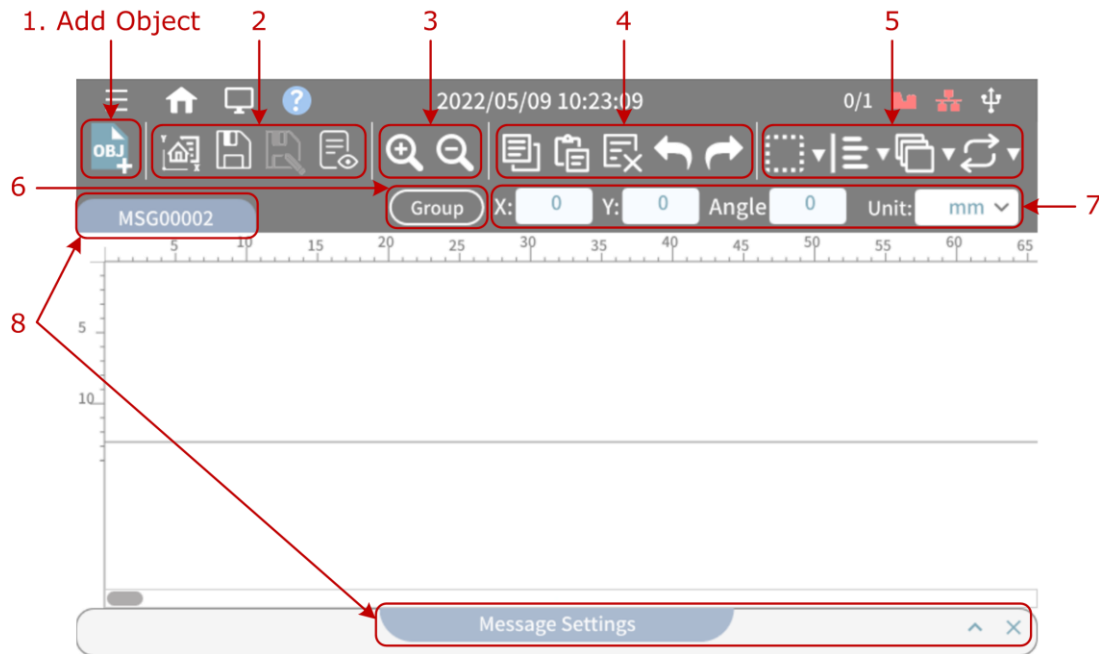 1. Add Object 2 3 4 5
2022/05/09 10:23:09 0/1
OBJ
6 Group X: 0 Y: 0 Angle 0 Unit: mm 7
MSG00002
5 10 15 20 25 30 35 40 45 50 55 60 65
8
5
10
Message Settings